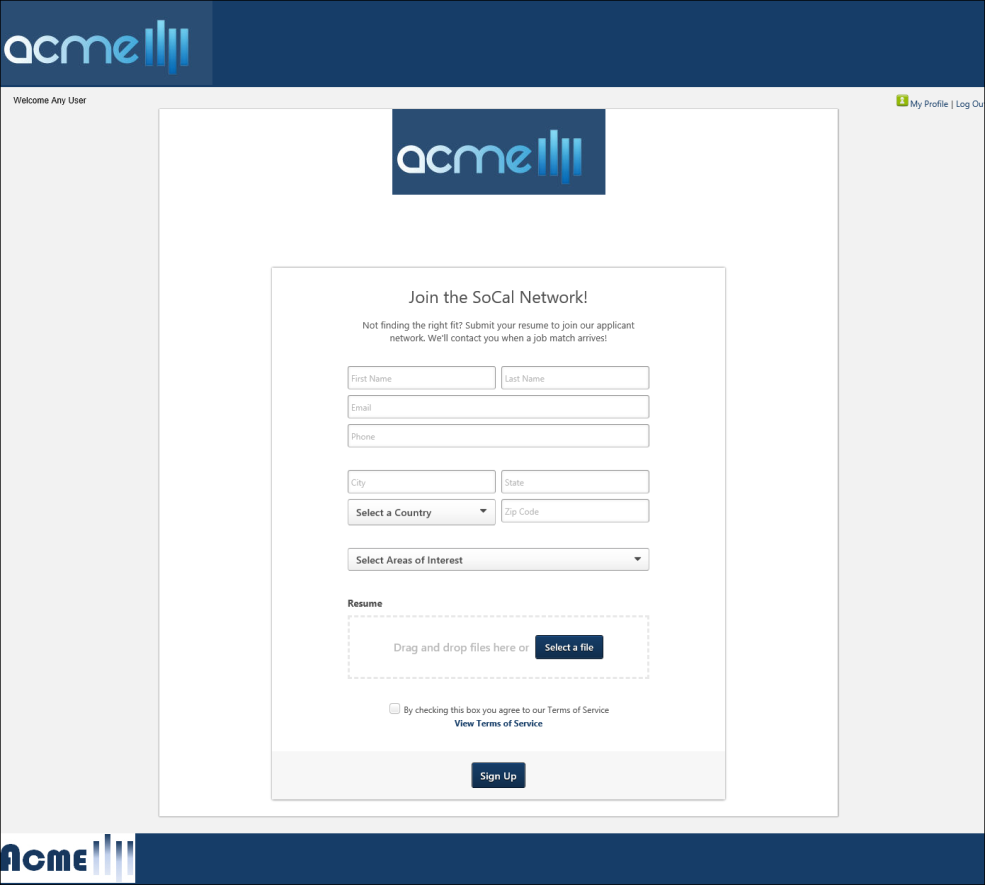 acme
Welcome Any User
My Profile | Log Ou
acme
Join the SoCal Network!
Not finding the right fit? Submit your resume to join our applicant
network. We'll contact you when a job match arrives!
First Name Last Name
Email
Phone
City State
Select a Country Zip Code
Select Areas of Interest
Resume
Drag and drop files here or Select a file
By checking this box you agree to our Terms of Service
View Terms of Service
Sign Up
Acme